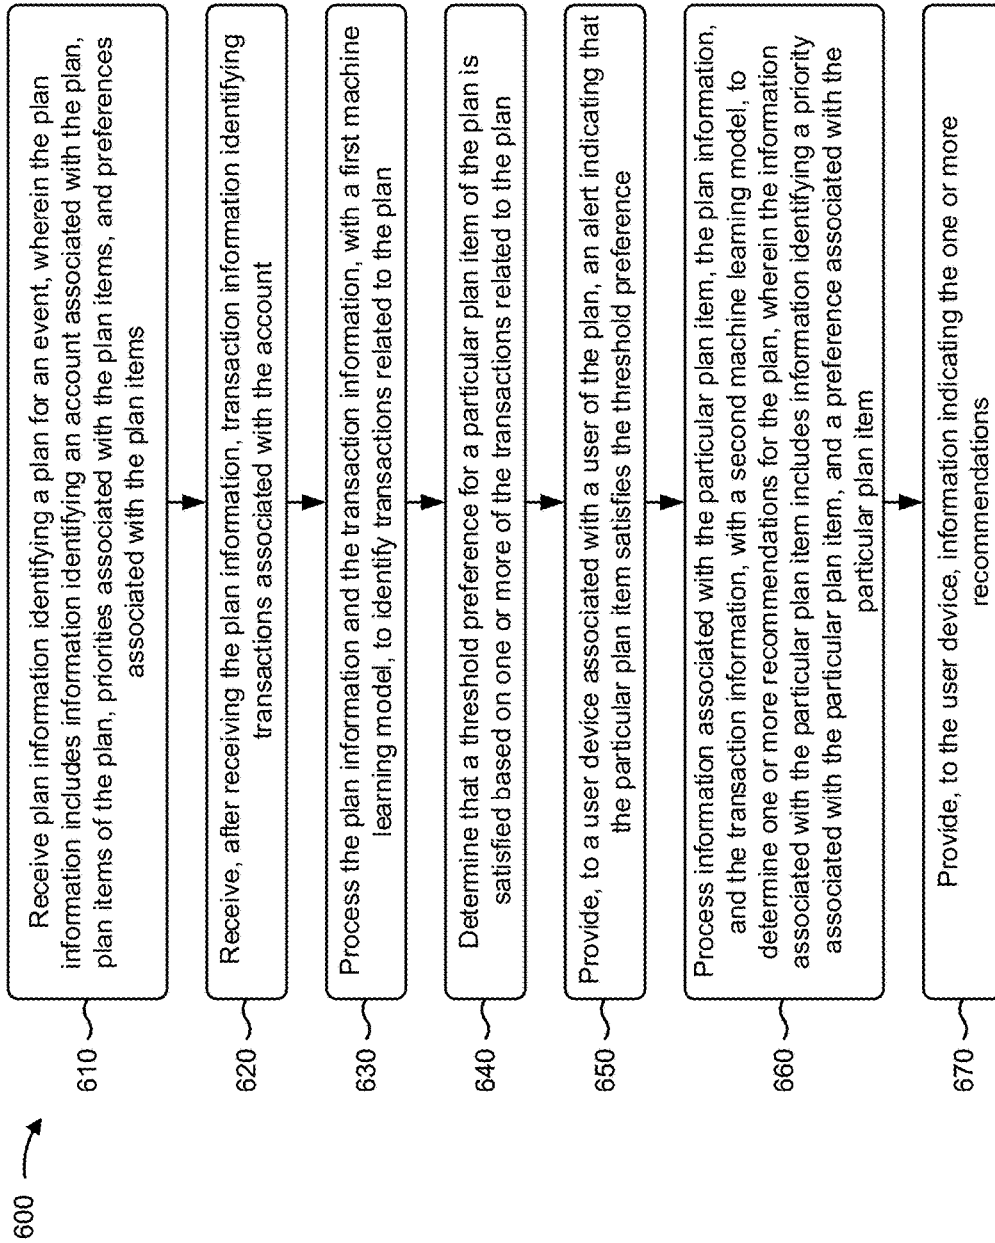 600
610
Receive plan information identifying a plan for an event, wherein the plan
information includes information identifying an account associated with the plan,
plan items of the plan, priorities associated with the plan items, and preferences
associated with the plan items
620
Receive, after receiving the plan information, transaction information identifying
transactions associated with the account
630
Process the plan information and the transaction information, with a first machine
learning model, to identify transactions related to the plan
640
Determine that a threshold preference for a particular plan item of the plan is
satisfied based on one or more of the transactions related to the plan
650
Provide, to a user device associated with a user of the plan, an alert indicating that
the particular plan item satisfies the threshold preference
660
Process information associated with the particular plan item, the plan information,
and the transaction information, with a second machine learning model, to
determine one or more recommendations for the plan, wherein the information
associated with the particular plan item includes information identifying a priority
associated with the particular plan item, and a preference associated with the
particular plan item
670
Provide, to the user device, information indicating the one or more
recommendations